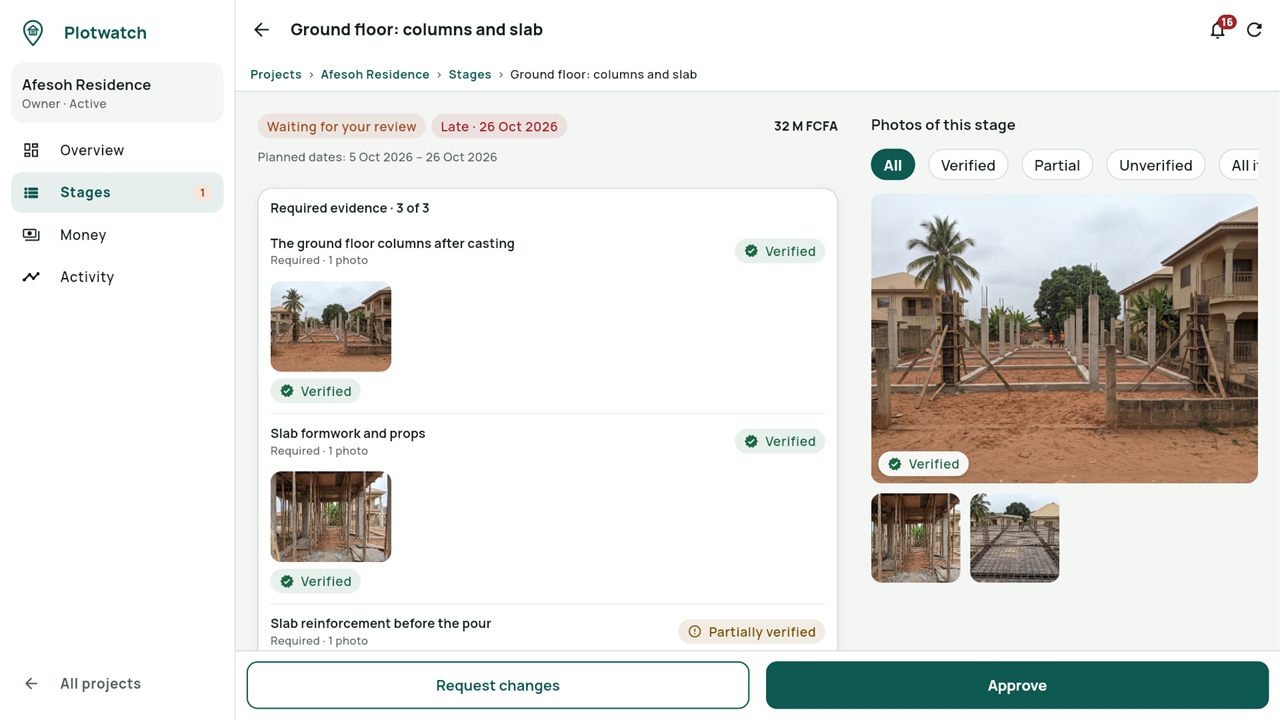 Plotwatch
Afesoh Residence
Owner · Active
Overview
Stages 1
Money
Activity
All projects
Ground floor: columns and slab
16
Projects › Afesoh Residence › Stages › Ground floor: columns and slab
Waiting for your review
Late · 26 Oct 2026
32 M FCFA
Planned dates: 5 Oct 2026 – 26 Oct 2026
Required evidence · 3 of 3
The ground floor columns after casting
Required · 1 photo
Verified
Verified
Slab formwork and props
Required · 1 photo
Verified
Verified
Slab reinforcement before the pour
Required · 1 photo
Partially verified
Photos of this stage
All
Verified
Partial
Unverified
All
Verified
Request changes
Approve